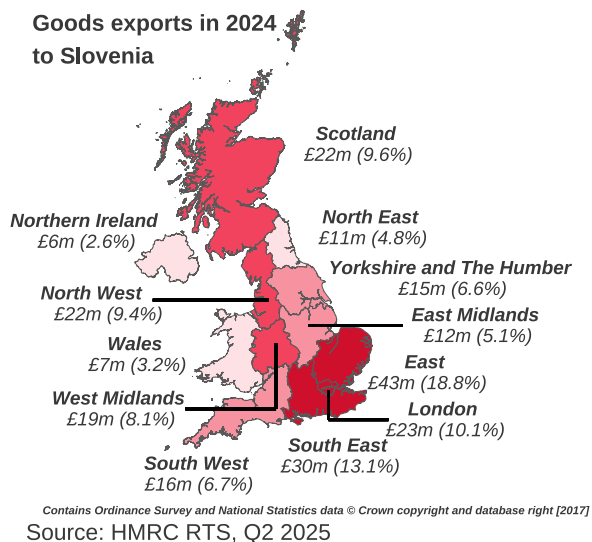 Goods exports in 2024
to Slovenia
Scotland
£22m (9.6%)
Northern Ireland
£6m (2.6%)
North East
£11m (4.8%)
Yorkshire and The Humber
£15m (6.6%)
North West
£22m (9.4%)
East Midlands
£12m (5.1%)
Wales
£7m (3.2%)
East
£43m (18.8%)
West Midlands
£19m (8.1%)
London
£23m (10.1%)
South East
£30m (13.1%)
South West
£16m (6.7%)
Contains Ordinance Survey and National Statistics data © Crown copyright and database right [2017]
Source: HMRC RTS, Q2 2025